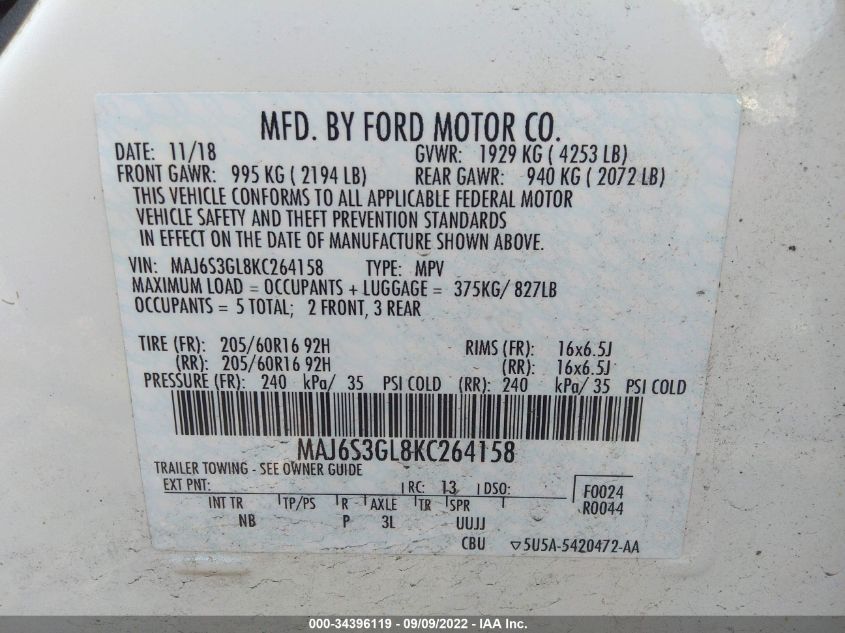 MFD. BY FORD MOTOR CO.
DATE: 11/18 GVWR: 1929 KG ( 4253 LB)
FRONT GAWR: 995 KG ( 2194 LB) REAR GAWR: 940 KG ( 2072 LB)
THIS VEHICLE CONFORMS TO ALL APPLICABLE FEDERAL MOTOR
VEHICLE SAFETY AND THEFT PREVENTION STANDARDS
IN EFFECT ON THE DATE OF MANUFACTURE SHOWN ABOVE.
VIN: MAJ6S3GL8KC264158 TYPE: MPV
MAXIMUM LOAD = OCCUPANTS + LUGGAGE = 375KG/ 827LB
OCCUPANTS = 5 TOTAL; 2 FRONT, 3 REAR
TIRE (FR): 205/60R16 92H RIMS (FR): 16x6.5J
(RR): 205/60R16 92H (RR): 16x6.5J
PRESSURE (FR): 240 kPa/ 35 PSI COLD (RR): 240 kPa/ 35 PSI COLD
MAJ6S3GL8KC264158
TRAILER TOWING - SEE OWNER GUIDE
EXT PNT: RC: 13 DSO: F0024
INT TR TP/PS R AXLE TR SPR R0044
NB P 3L UUJJ
CBU ▽5U5A-5420472-AA
000-34396119 - 09/09/2022 - IAA Inc.